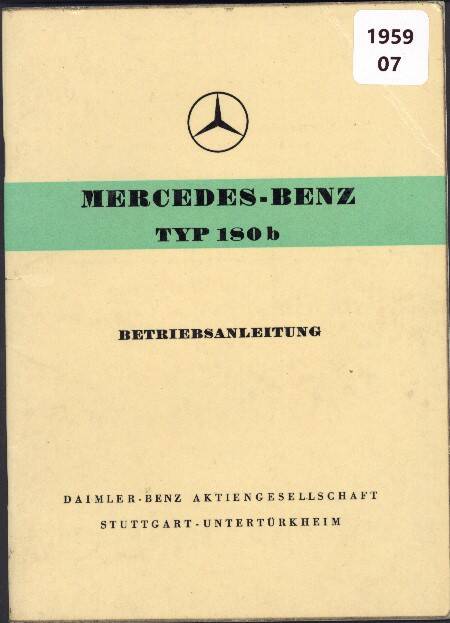 1959
07
MERCEDES-BENZ
TYP 180 b
BETRIEBSANLEITUNG
DAIMLER-BENZ AKTIENGESELLSCHAFT
STUTTGART-UNTERTÜRKHEIM